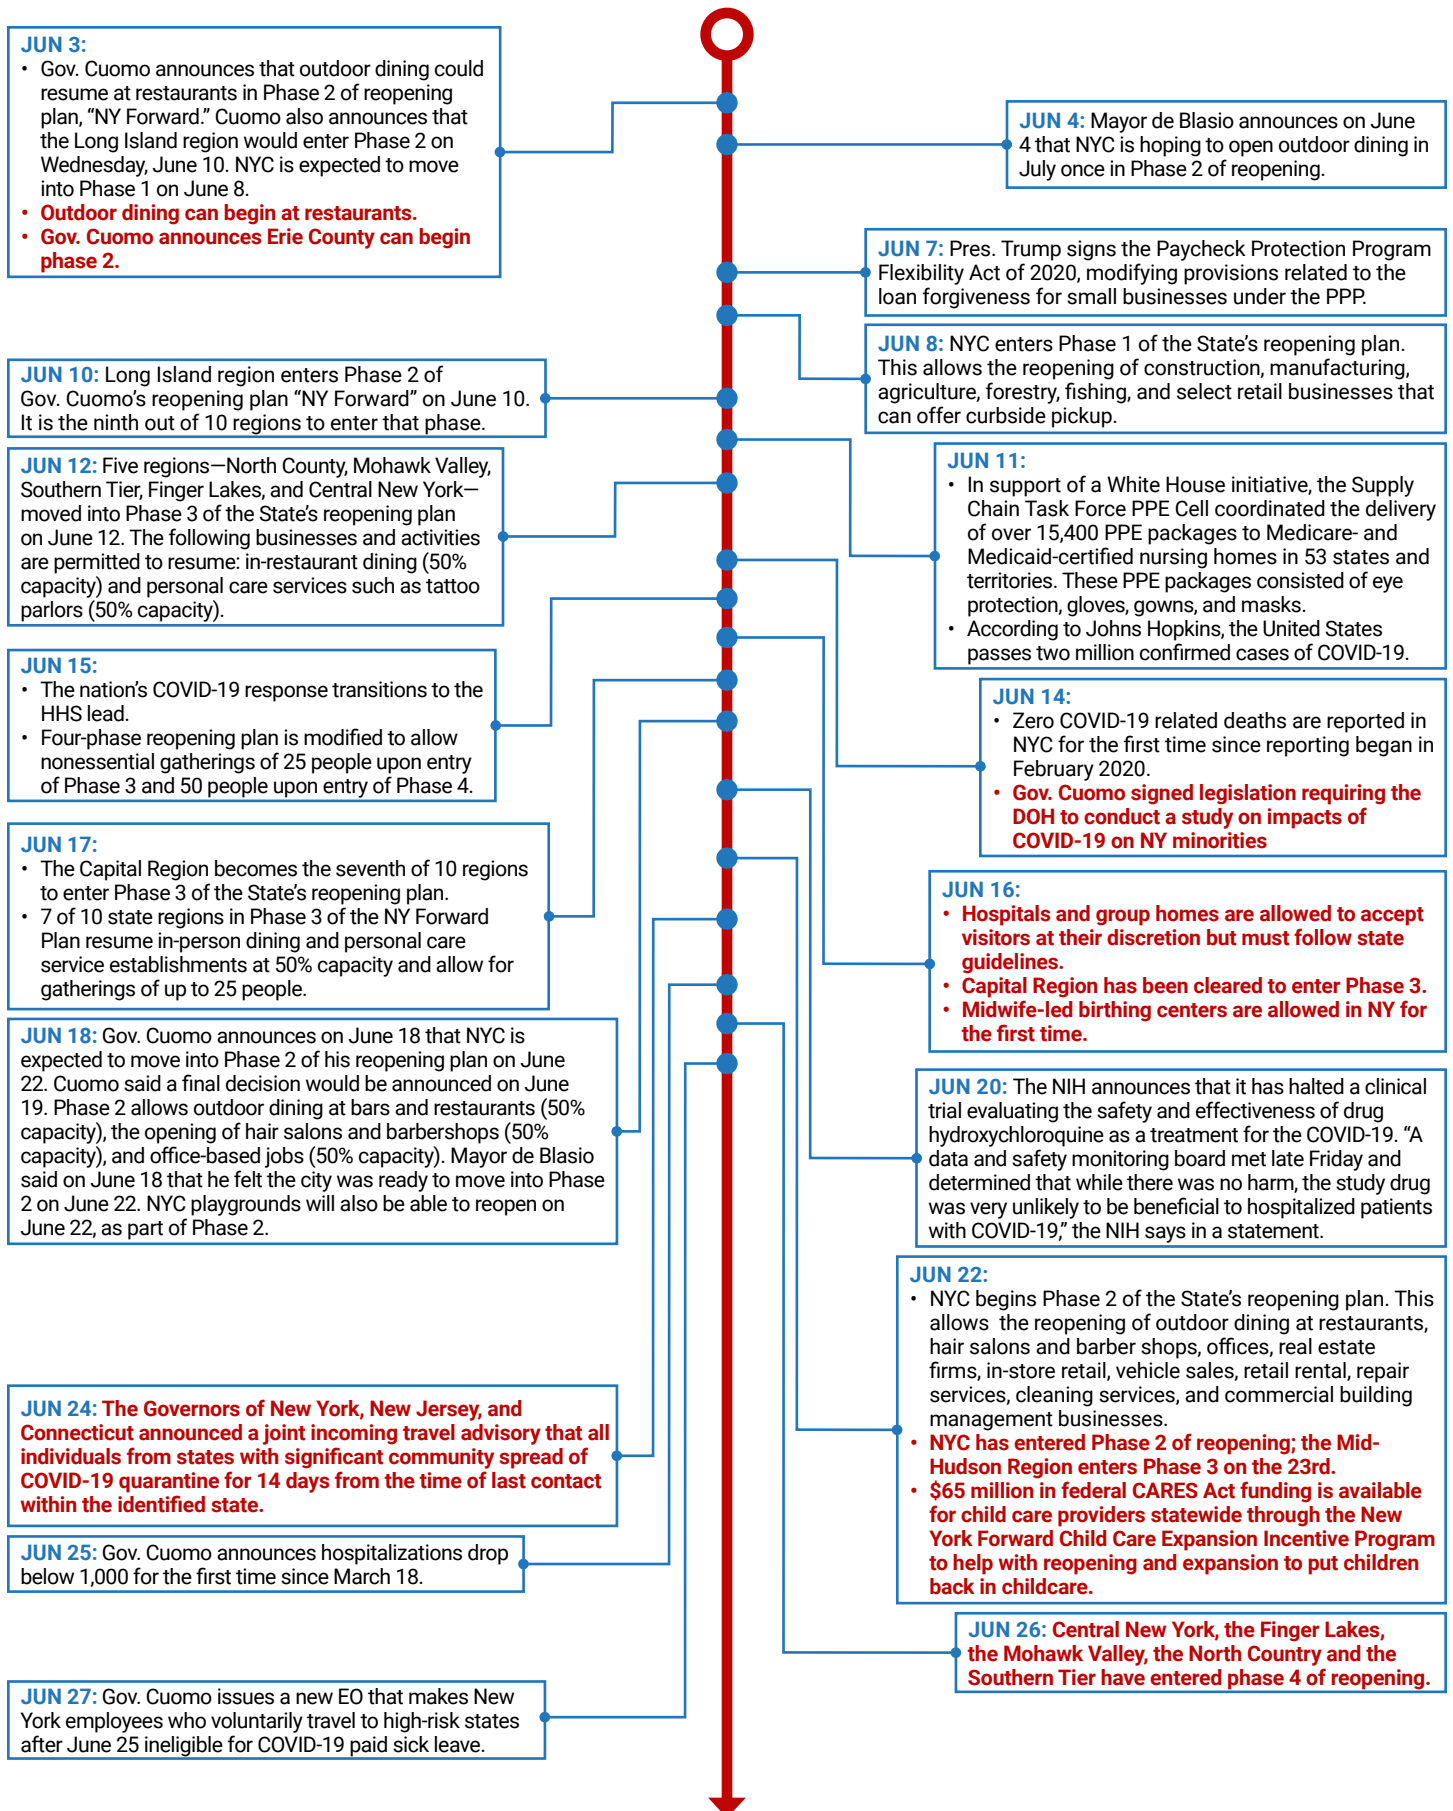 JUN 3:
• Gov. Cuomo announces that outdoor dining could
resume at restaurants in Phase 2 of reopening
plan, “NY Forward.” Cuomo also announces that
the Long Island region would enter Phase 2 on
Wednesday, June 10. NYC is expected to move
into Phase 1 on June 8.
• Outdoor dining can begin at restaurants.
• Gov. Cuomo announces Erie County can begin
phase 2.
JUN 4: Mayor de Blasio announces on June
4 that NYC is hoping to open outdoor dining in
July once in Phase 2 of reopening.
JUN 7: Pres. Trump signs the Paycheck Protection Program
Flexibility Act of 2020, modifying provisions related to the
loan forgiveness for small businesses under the PPP.
JUN 8: NYC enters Phase 1 of the State’s reopening plan.
This allows the reopening of construction, manufacturing,
agriculture, forestry, fishing, and select retail businesses that
can offer curbside pickup.
JUN 10: Long Island region enters Phase 2 of
Gov. Cuomo’s reopening plan “NY Forward” on June 10.
It is the ninth out of 10 regions to enter that phase.
JUN 11:
• In support of a White House initiative, the Supply
Chain Task Force PPE Cell coordinated the delivery
of over 15,400 PPE packages to Medicare- and
Medicaid-certified nursing homes in 53 states and
territories. These PPE packages consisted of eye
protection, gloves, gowns, and masks.
• According to Johns Hopkins, the United States
passes two million confirmed cases of COVID-19.
JUN 12: Five regions—North County, Mohawk Valley,
Southern Tier, Finger Lakes, and Central New York—
moved into Phase 3 of the State’s reopening plan
on June 12. The following businesses and activities
are permitted to resume: in-restaurant dining (50%
capacity) and personal care services such as tattoo
parlors (50% capacity).
JUN 14:
• Zero COVID-19 related deaths are reported in
NYC for the first time since reporting began in
February 2020.
• Gov. Cuomo signed legislation requiring the
DOH to conduct a study on impacts of
COVID-19 on NY minorities
JUN 15:
• The nation’s COVID-19 response transitions to the
HHS lead.
• Four-phase reopening plan is modified to allow
nonessential gatherings of 25 people upon entry
of Phase 3 and 50 people upon entry of Phase 4.
JUN 16:
• Hospitals and group homes are allowed to accept
visitors at their discretion but must follow state
guidelines.
• Capital Region has been cleared to enter Phase 3.
• Midwife-led birthing centers are allowed in NY for
the first time.
JUN 17:
• The Capital Region becomes the seventh of 10 regions
to enter Phase 3 of the State’s reopening plan.
• 7 of 10 state regions in Phase 3 of the NY Forward
Plan resume in-person dining and personal care
service establishments at 50% capacity and allow for
gatherings of up to 25 people.
JUN 18: Gov. Cuomo announces on June 18 that NYC is
expected to move into Phase 2 of his reopening plan on June
22. Cuomo said a final decision would be announced on June
19. Phase 2 allows outdoor dining at bars and restaurants (50%
capacity), the opening of hair salons and barbershops (50%
capacity), and office-based jobs (50% capacity). Mayor de Blasio
said on June 18 that he felt the city was ready to move into Phase
2 on June 22. NYC playgrounds will also be able to reopen on
June 22, as part of Phase 2.
JUN 20: The NIH announces that it has halted a clinical
trial evaluating the safety and effectiveness of drug
hydroxychloroquine as a treatment for the COVID-19. “A
data and safety monitoring board met late Friday and
determined that while there was no harm, the study drug
was very unlikely to be beneficial to hospitalized patients
with COVID-19,” the NIH says in a statement.
JUN 22:
• NYC begins Phase 2 of the State’s reopening plan. This
allows the reopening of outdoor dining at restaurants,
hair salons and barber shops, offices, real estate
firms, in-store retail, vehicle sales, retail rental, repair
services, cleaning services, and commercial building
management businesses.
• NYC has entered Phase 2 of reopening; the Mid-
Hudson Region enters Phase 3 on the 23rd.
• $65 million in federal CARES Act funding is available
for child care providers statewide through the New
York Forward Child Care Expansion Incentive Program
to help with reopening and expansion to put children
back in childcare.
JUN 24: The Governors of New York, New Jersey, and
Connecticut announced a joint incoming travel advisory that all
individuals from states with significant community spread of
COVID-19 quarantine for 14 days from the time of last contact
within the identified state.
JUN 25: Gov. Cuomo announces hospitalizations drop
below 1,000 for the first time since March 18.
JUN 26: Central New York, the Finger Lakes,
the Mohawk Valley, the North Country and the
Southern Tier have entered phase 4 of reopening.
JUN 27: Gov. Cuomo issues a new EO that makes New
York employees who voluntarily travel to high-risk states
after June 25 ineligible for COVID-19 paid sick leave.